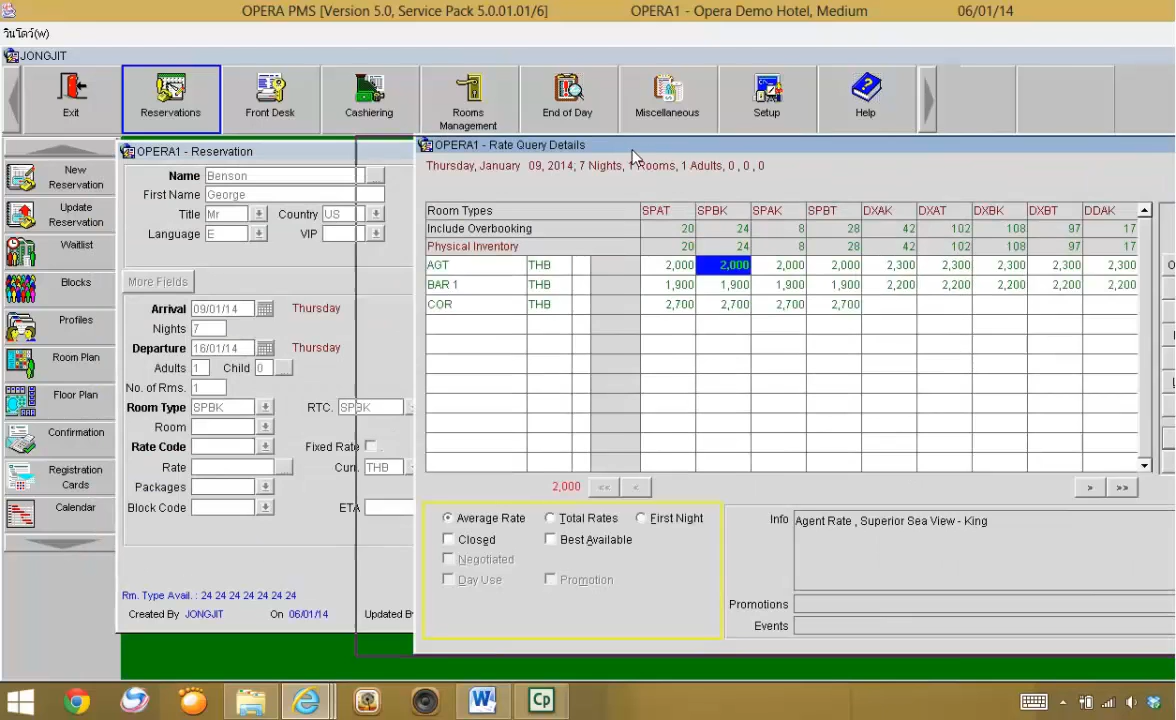 OPERA PMS [Version 5.0, Service Pack 5.0.01.01/6] OPERA1 - Opera Demo Hotel, Medium 06/01/14
วินโดว์(w)
JONGJIT
Exit
Reservations
Front Desk
Cashiering
Rooms Management
End of Day
Miscellaneous
Setup
Help
New Reservation
Update Reservation
Waitlist
Blocks
Profiles
Room Plan
Floor Plan
Confirmation
Registration Cards
Calendar
OPERA1 - Reservation
Name Benson
First Name George
Title Mr Country US
Language E VIP
More Fields
Arrival 09/01/14 Thursday
Nights 7
Departure 16/01/14 Thursday
Adults 1 Child 0
No. of Rms. 1
Room Type SPBK RTC. SPBK
Room
Rate Code Fixed Rate
Rate Curr. THB
Packages
Block Code ETA
Rm. Type Avail. : 24 24 24 24 24 24 24
Created By JONGJIT On 06/01/14 Updated B
OPERA1 - Rate Query Details
Thursday, January 09, 2014; 7 Nights, 1 Rooms, 1 Adults, 0 , 0 , 0
Room Types SPAT SPBK SPAK SPBT DXAK DXAT DXBK DXBT DDAK
Include Overbooking 20 24 8 28 42 102 108 97 17
Physical Inventory 20 24 8 28 42 102 108 97 17
AGT THB 2,000 2,000 2,000 2,000 2,300 2,300 2,300 2,300 2,300
BAR 1 THB 1,900 1,900 1,900 1,900 2,200 2,200 2,200 2,200 2,200
COR THB 2,700 2,700 2,700 2,700
2,000 << < > >>
Average Rate Total Rates First Night
Closed Best Available
Negotiated
Day Use Promotion
Info Agent Rate , Superior Sea View - King
Promotions
Events
W Cp